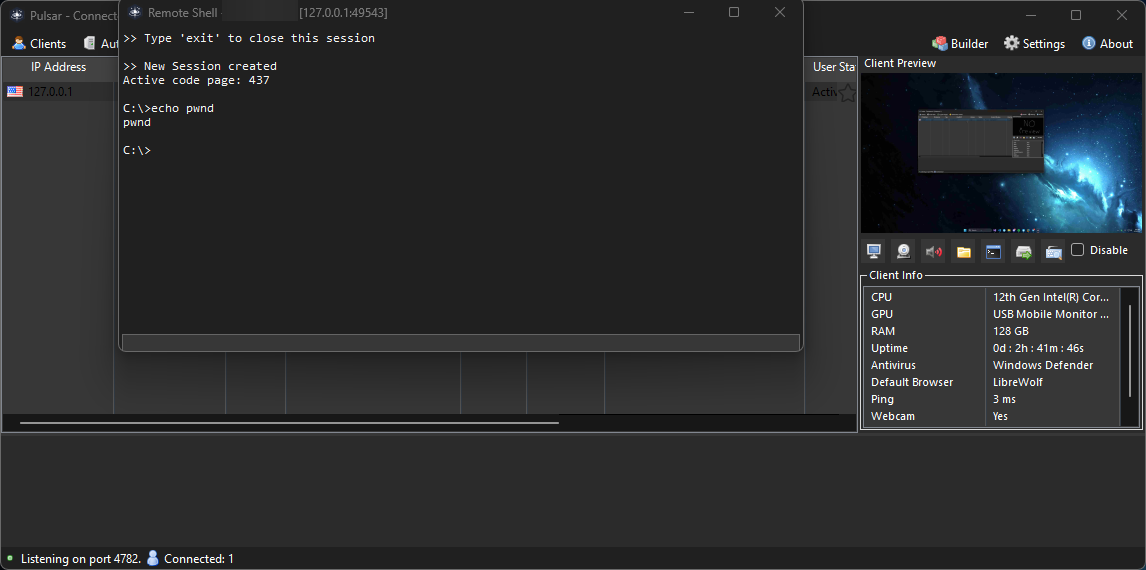 Pulsar - Connect
Remote Shell - [127.0.0.1:49543]
Clients
Aut
Builder
Settings
About
>> Type 'exit' to close this session
>> New Session created
Active code page: 437
C:\>echo pwnd
pwnd
C:\>
IP Address
User Sta
127.0.0.1
Activ
Client Preview
NO
Preview
Disable
Client Info
CPU 12th Gen Intel(R) Cor...
GPU USB Mobile Monitor ...
RAM 128 GB
Uptime 0d : 2h : 41m : 46s
Antivirus Windows Defender
Default Browser LibreWolf
Ping 3 ms
Webcam Yes
Listening on port 4782. Connected: 1